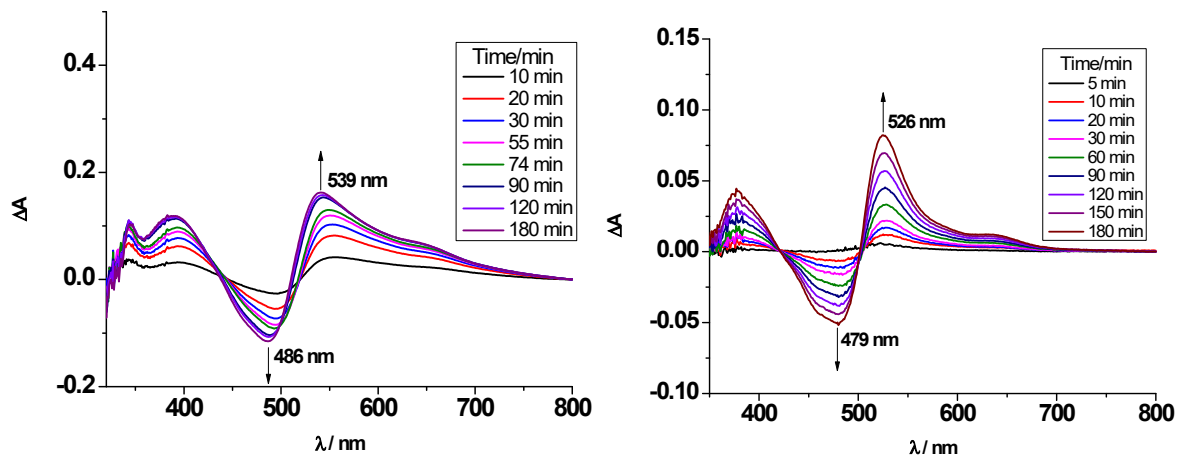 0.4
0.2
0.0
-0.2
ΔA
400 500 600 700 800
λ/ nm
Time/min
10 min
20 min
30 min
55 min
74 min
90 min
120 min
180 min
539 nm
486 nm
0.15
0.10
0.05
0.00
-0.05
-0.10
ΔA
400 500 600 700 800
λ/ nm
Time/min
5 min
10 min
20 min
30 min
60 min
90 min
120 min
150 min
180 min
526 nm
479 nm